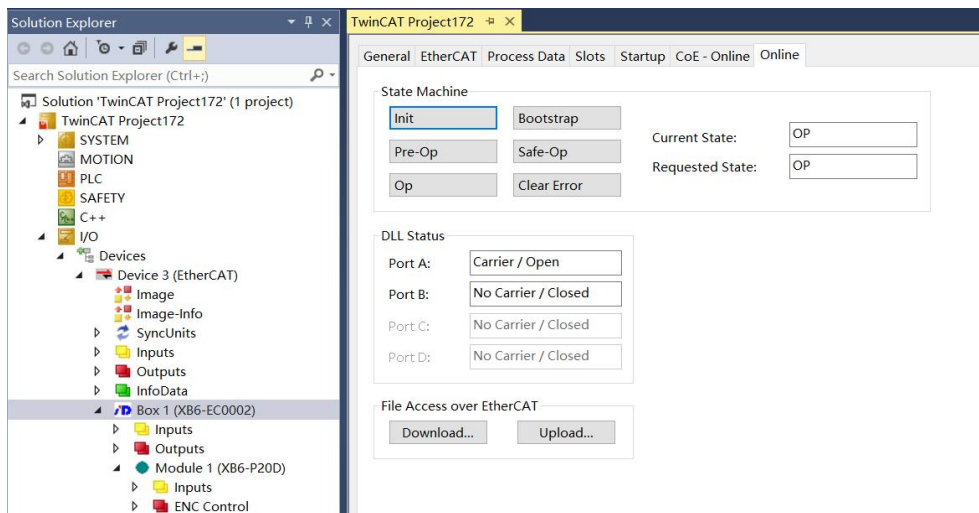 Solution Explorer
Search Solution Explorer (Ctrl+;)
Solution 'TwinCAT Project172' (1 project)
TwinCAT Project172
SYSTEM
MOTION
PLC
SAFETY
C++
I/O
Devices
Device 3 (EtherCAT)
Image
Image-Info
SyncUnits
Inputs
Outputs
InfoData
Box 1 (XB6-EC0002)
Inputs
Outputs
Module 1 (XB6-P20D)
Inputs
ENC Control
TwinCAT Project172
General EtherCAT Process Data Slots Startup CoE - Online Online
State Machine
Init Bootstrap
Pre-Op Safe-Op
Op Clear Error
Current State: OP
Requested State: OP
DLL Status
Port A: Carrier / Open
Port B: No Carrier / Closed
Port C: No Carrier / Closed
Port D: No Carrier / Closed
File Access over EtherCAT
Download... Upload...